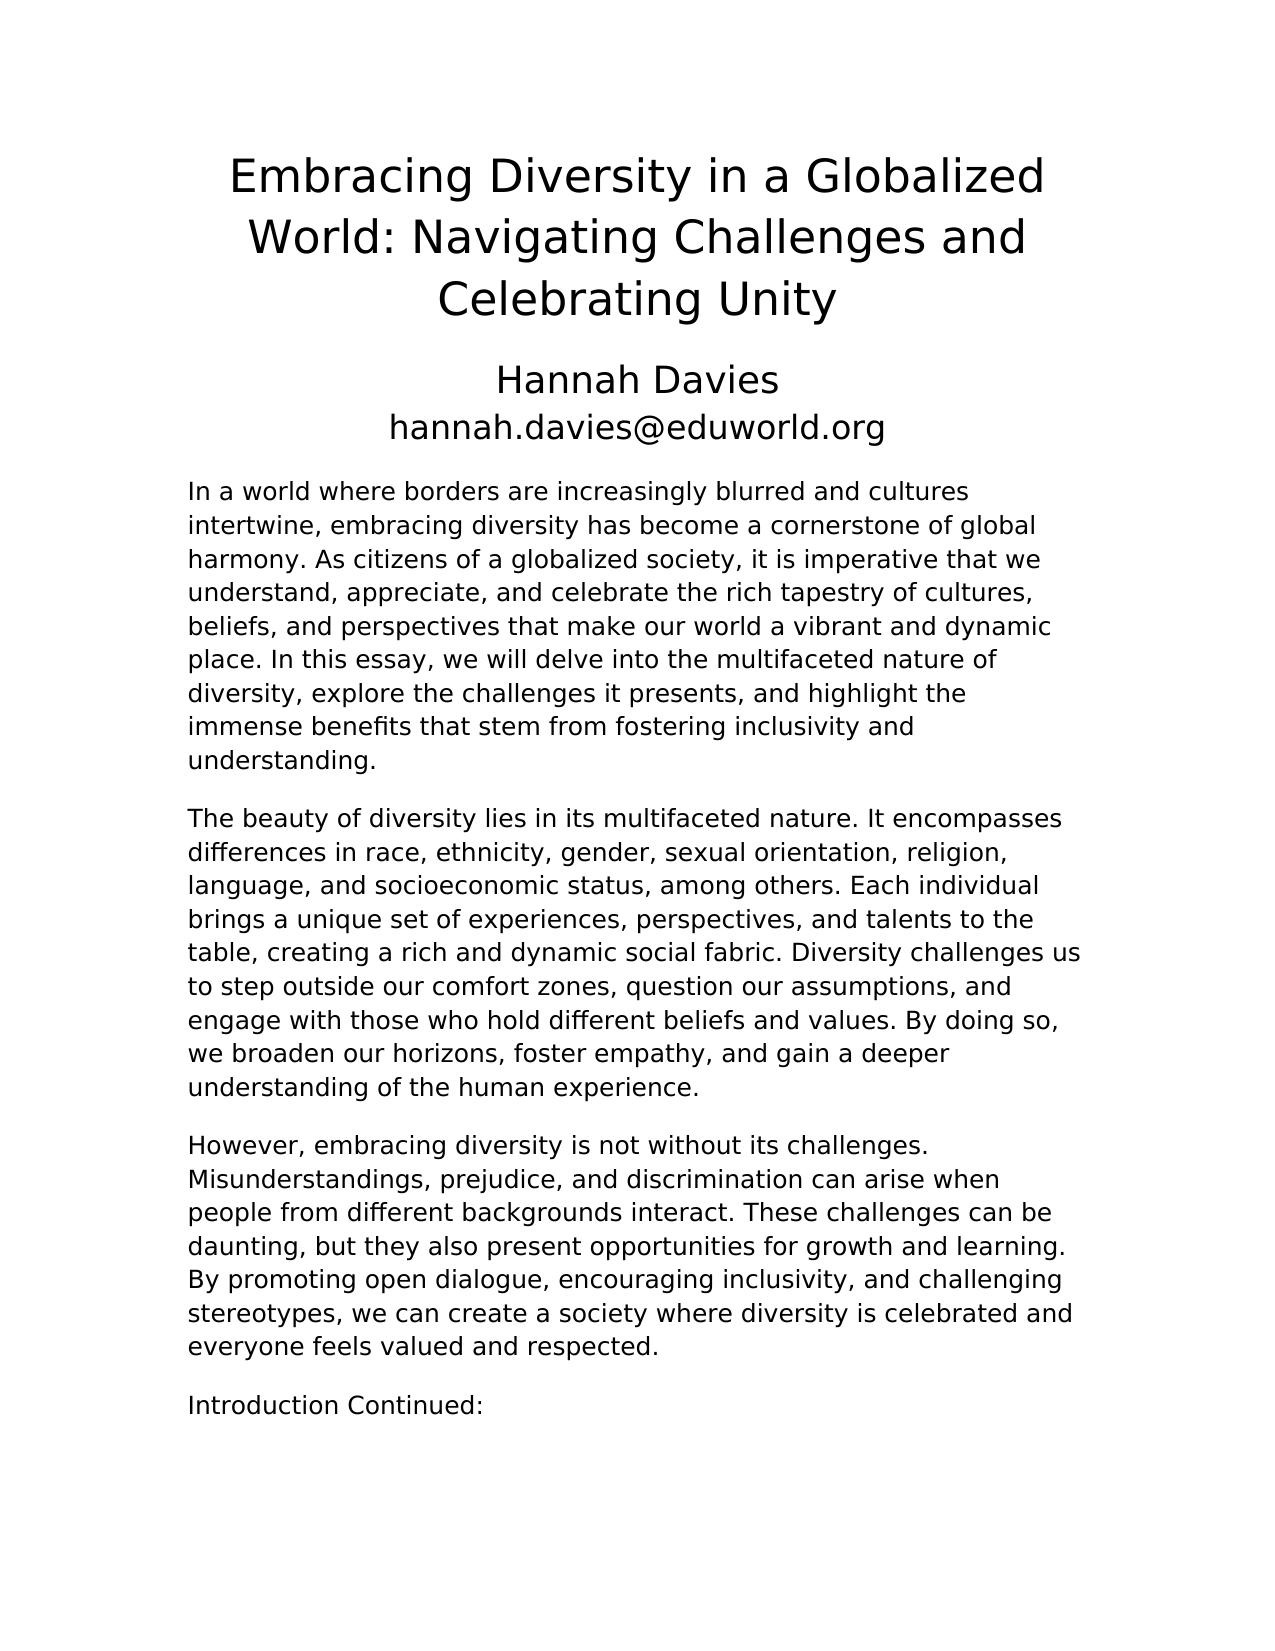 Embracing Diversity in a Globalized
World: Navigating Challenges and
Celebrating Unity
Hannah Davies
hannah.davies@eduworld.org
In a world where borders are increasingly blurred and cultures
intertwine, embracing diversity has become a cornerstone of global
harmony. As citizens of a globalized society, it is imperative that we
understand, appreciate, and celebrate the rich tapestry of cultures,
beliefs, and perspectives that make our world a vibrant and dynamic
place. In this essay, we will delve into the multifaceted nature of
diversity, explore the challenges it presents, and highlight the
immense benefits that stem from fostering inclusivity and
understanding.
The beauty of diversity lies in its multifaceted nature. It encompasses
differences in race, ethnicity, gender, sexual orientation, religion,
language, and socioeconomic status, among others. Each individual
brings a unique set of experiences, perspectives, and talents to the
table, creating a rich and dynamic social fabric. Diversity challenges us
to step outside our comfort zones, question our assumptions, and
engage with those who hold different beliefs and values. By doing so,
we broaden our horizons, foster empathy, and gain a deeper
understanding of the human experience.
However, embracing diversity is not without its challenges.
Misunderstandings, prejudice, and discrimination can arise when
people from different backgrounds interact. These challenges can be
daunting, but they also present opportunities for growth and learning.
By promoting open dialogue, encouraging inclusivity, and challenging
stereotypes, we can create a society where diversity is celebrated and
everyone feels valued and respected.
Introduction Continued: